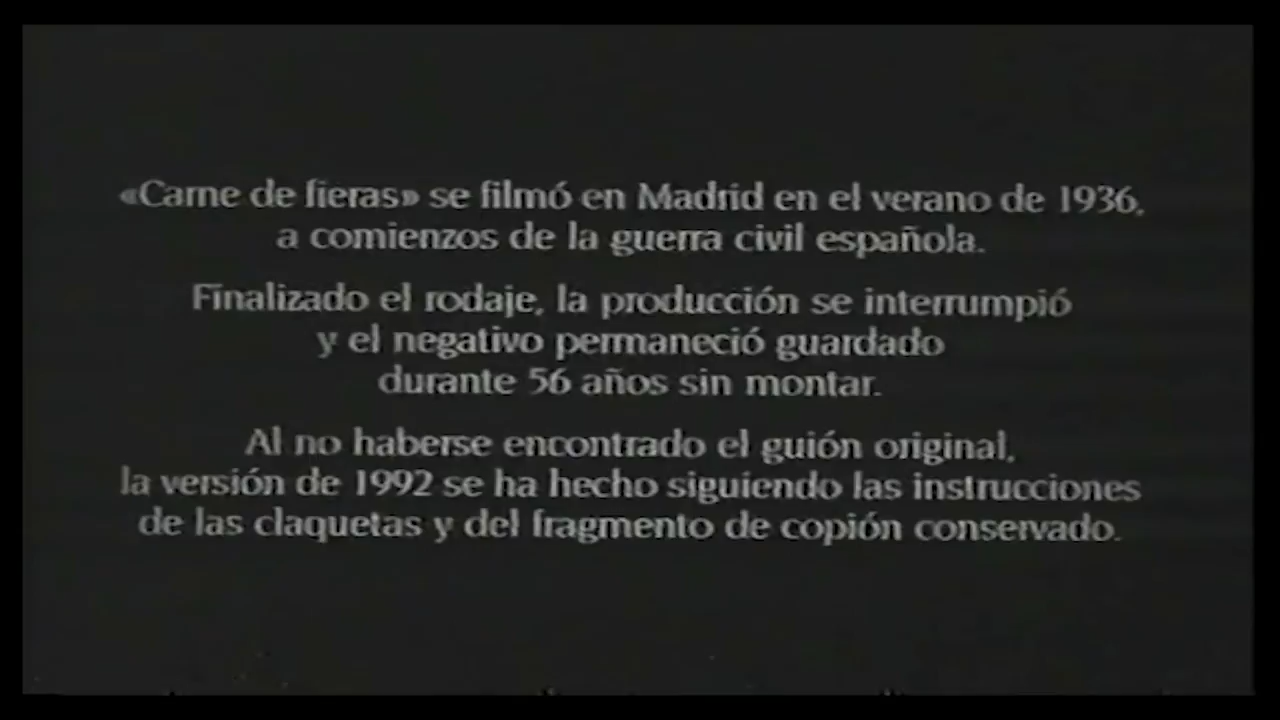 «Carne de fieras» se filmó en Madrid en el verano de 1936,
a comienzos de la guerra civil española.
Finalizado el rodaje, la producción se interrumpió
y el negativo permaneció guardado
durante 56 años sin montar.
Al no haberse encontrado el guión original,
la versión de 1992 se ha hecho siguiendo las instrucciones
de las claquetas y del fragmento de copión conservado.